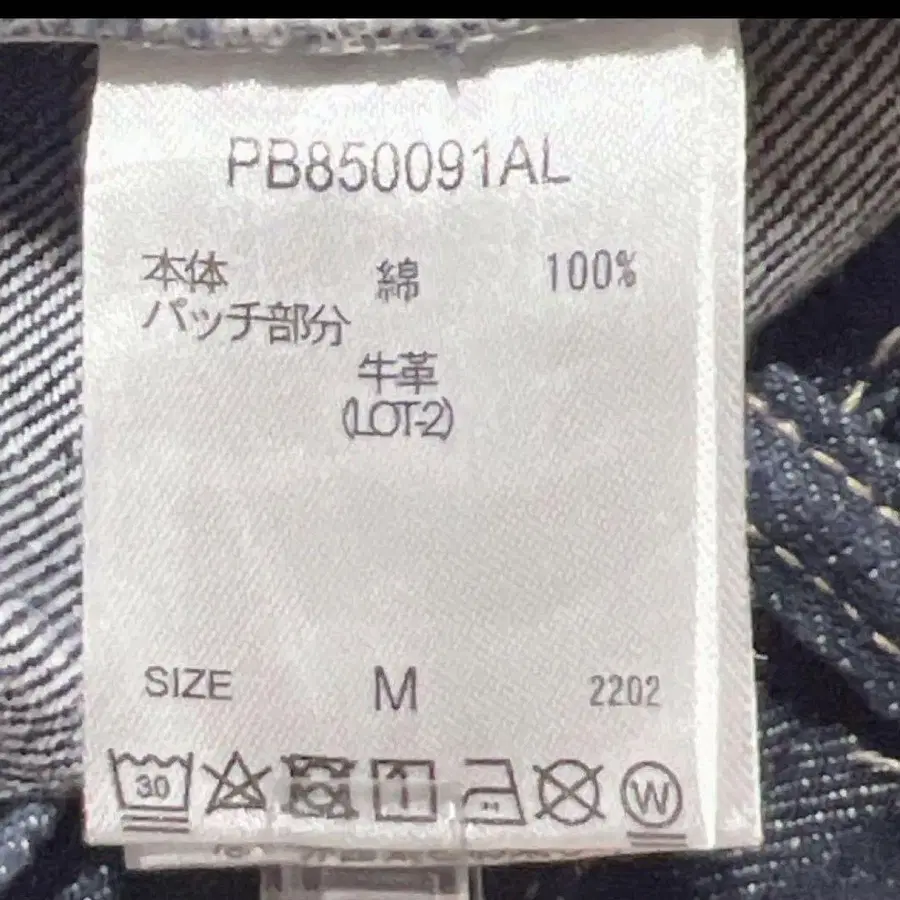 PB850091AL
本体 綿 100%
パッチ部分
牛革
(LOT-2)
SIZE M 2202
30 W